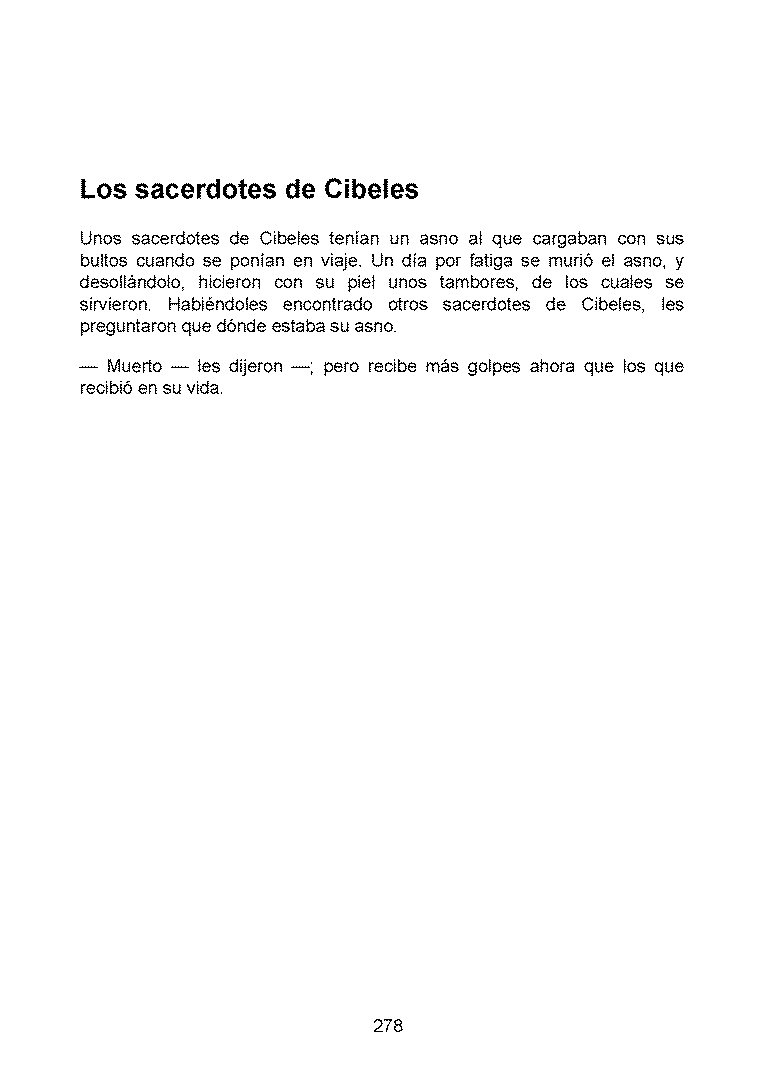 Los sacerdotes de Cibeles
Unos sacerdotes de Cibeles tenían un asno al que cargaban con sus
bultos cuando se ponían en viaje. Un día por fatiga se murió el asno, y
desollándolo, hicieron con su piel unos tambores, de los cuales se
sirvieron. Habiéndoles encontrado otros sacerdotes de Cibeles, les
preguntaron que dónde estaba su asno.
— Muerto — les dijeron —; pero recibe más golpes ahora que los que
recibió en su vida.
278